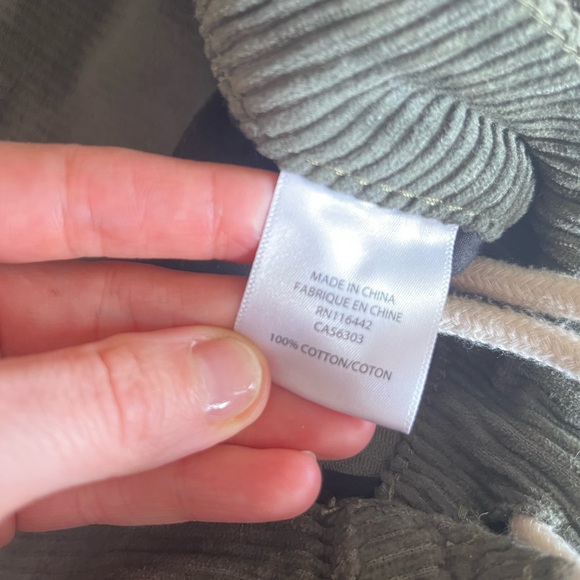 MADE IN CHINA
FABRIQUE EN CHINE
RN116442
CA56303
100% COTTON/COTON